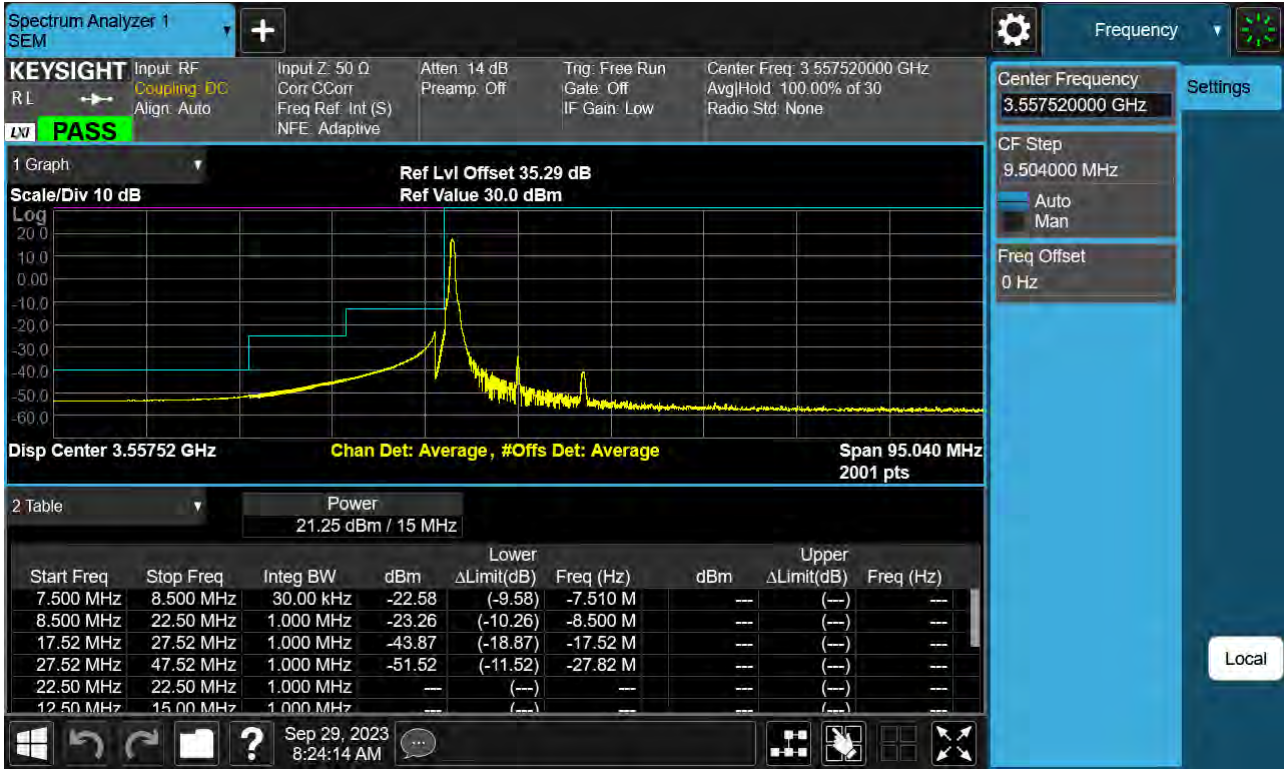 Spectrum Analyzer 1
SEM
Frequency
KEYSIGHT
RL
LXI
PASS
Input: RF
Coupling: DC
Align: Auto
Input Z: 50 Ω
Corr CCorr
Freq Ref: Int (S)
NFE: Adaptive
Atten: 14 dB
Preamp: Off
Trig: Free Run
Gate: Off
IF Gain: Low
Center Freq: 3.557520000 GHz
Avg|Hold: 100.00% of 30
Radio Std: None
Center Frequency
3.557520000 GHz
Settings
CF Step
9.504000 MHz
Auto
Man
Freq Offset
0 Hz
Local
1 Graph
Scale/Div 10 dB
Ref Lvl Offset 35.29 dB
Ref Value 30.0 dBm
Log
20.0
10.0
0.00
-10.0
-20.0
-30.0
-40.0
-50.0
-60.0
Disp Center 3.55752 GHz
Chan Det: Average, #Offs Det: Average
Span 95.040 MHz
2001 pts
2 Table
Power
21.25 dBm / 15 MHz
Lower Upper
Start Freq Stop Freq Integ BW dBm ΔLimit(dB) Freq (Hz) dBm ΔLimit(dB) Freq (Hz)
7.500 MHz 8.500 MHz 30.00 kHz -22.58 (-9.58) -7.510 M --- (---) ---
8.500 MHz 22.50 MHz 1.000 MHz -23.26 (-10.26) -8.500 M --- (---) ---
17.52 MHz 27.52 MHz 1.000 MHz -43.87 (-18.87) -17.52 M --- (---) ---
27.52 MHz 47.52 MHz 1.000 MHz -51.52 (-11.52) -27.82 M --- (---) ---
22.50 MHz 22.50 MHz 1.000 MHz --- (---) --- --- (---) ---
12.50 MHz 15.00 MHz 1.000 MHz --- (---) --- --- (---) ---
Sep 29, 2023
8:24:14 AM